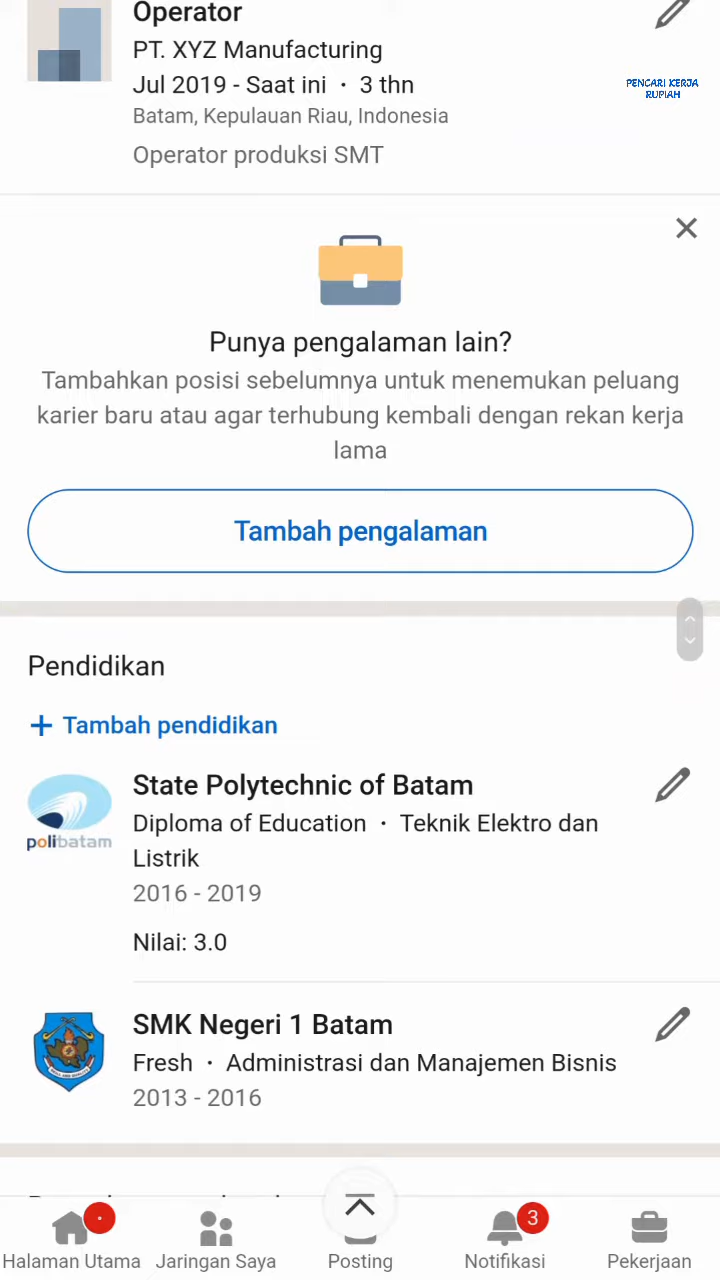 Operator
PT. XYZ Manufacturing
Jul 2019 - Saat ini · 3 thn
PENCARI KERJA
RUPIAH
Batam, Kepulauan Riau, Indonesia
Operator produksi SMT
Punya pengalaman lain?
Tambahkan posisi sebelumnya untuk menemukan peluang
karier baru atau agar terhubung kembali dengan rekan kerja
lama
Tambah pengalaman
Pendidikan
+ Tambah pendidikan
State Polytechnic of Batam
polibatam
Diploma of Education · Teknik Elektro dan
Listrik
2016 - 2019
Nilai: 3.0
SMK Negeri 1 Batam
Fresh · Administrasi dan Manajemen Bisnis
2013 - 2016
3
Halaman Utama
Jaringan Saya
Posting
Notifikasi
Pekerjaan